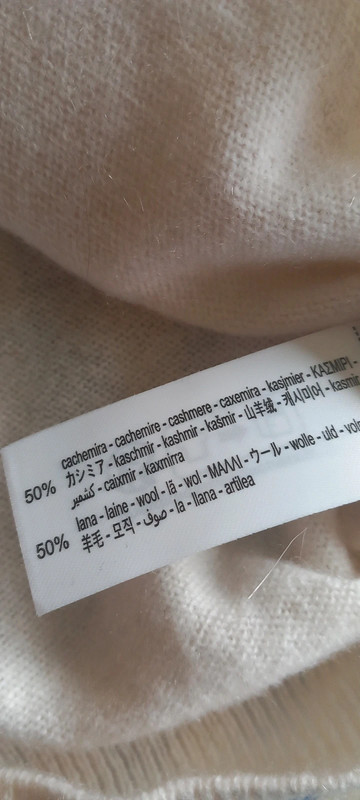 cachemira - cachemire - cashmere - caxemira - kasjmier - ΚΑΣΜΙΡΙ -
50% カシミア - kaschmir - kashmir - kašmir - 山羊绒 - 캐시미어 - kasmir
كشمير - caixmir - kaxmirra
lana - laine - wool - lã - wol - ΜΑΛΛΙ - ウール - wolle - uld -
50% 羊毛 - 모직 - صوف - la - llana - artilea